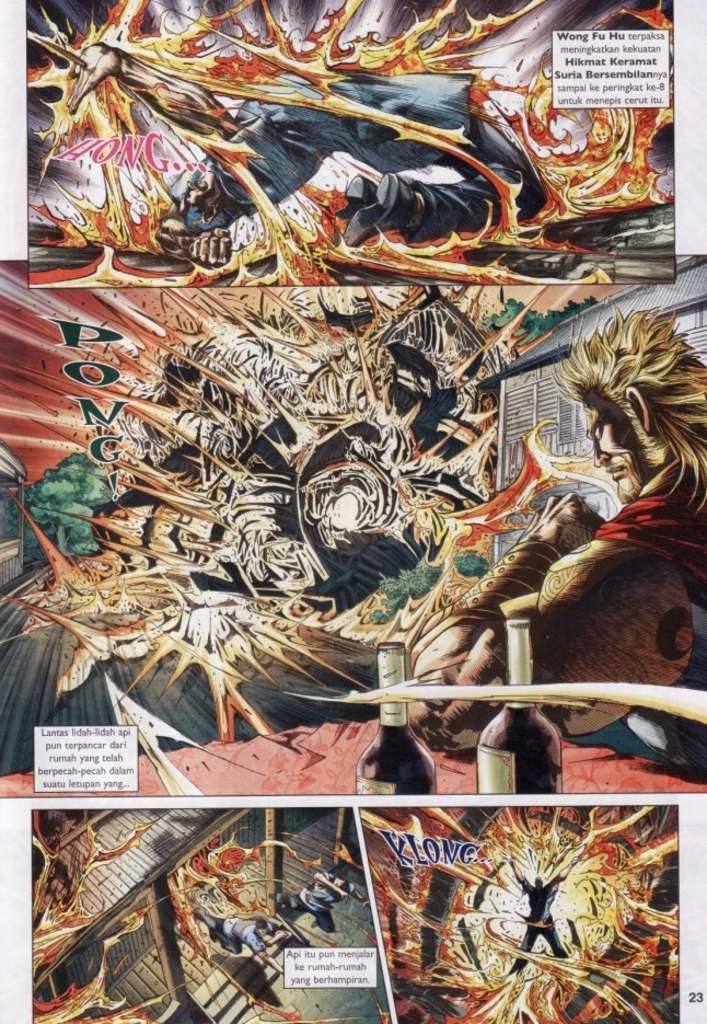 Wong Fu Hu terpaksa
meningkatkan kekuatan
Hikmat Keramat
Suria Bersembilannya
sampai ke peringkat ke-8
untuk menepis cerut itu.
HONG...
PONG!
Lantas lidah-lidah api
pun terpancar dari
rumah yang telah
berpecah-pecah dalam
suatu letupan yang...
KLONG...
Api itu pun menjalar
ke rumah-rumah
yang berhampiran.
23